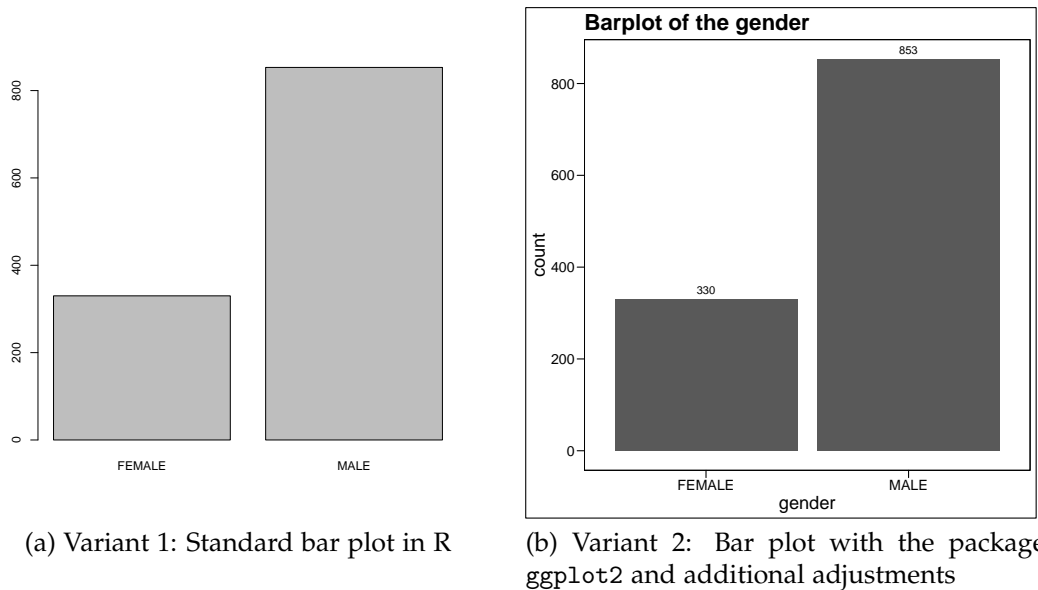 800
600
400
200
0
FEMALE MALE
(a) Variant 1: Standard bar plot in R
Barplot of the gender
853
800
600
count
400
330
200
0
FEMALE MALE
gender
(b) Variant 2: Bar plot with the package
ggplot2 and additional adjustments